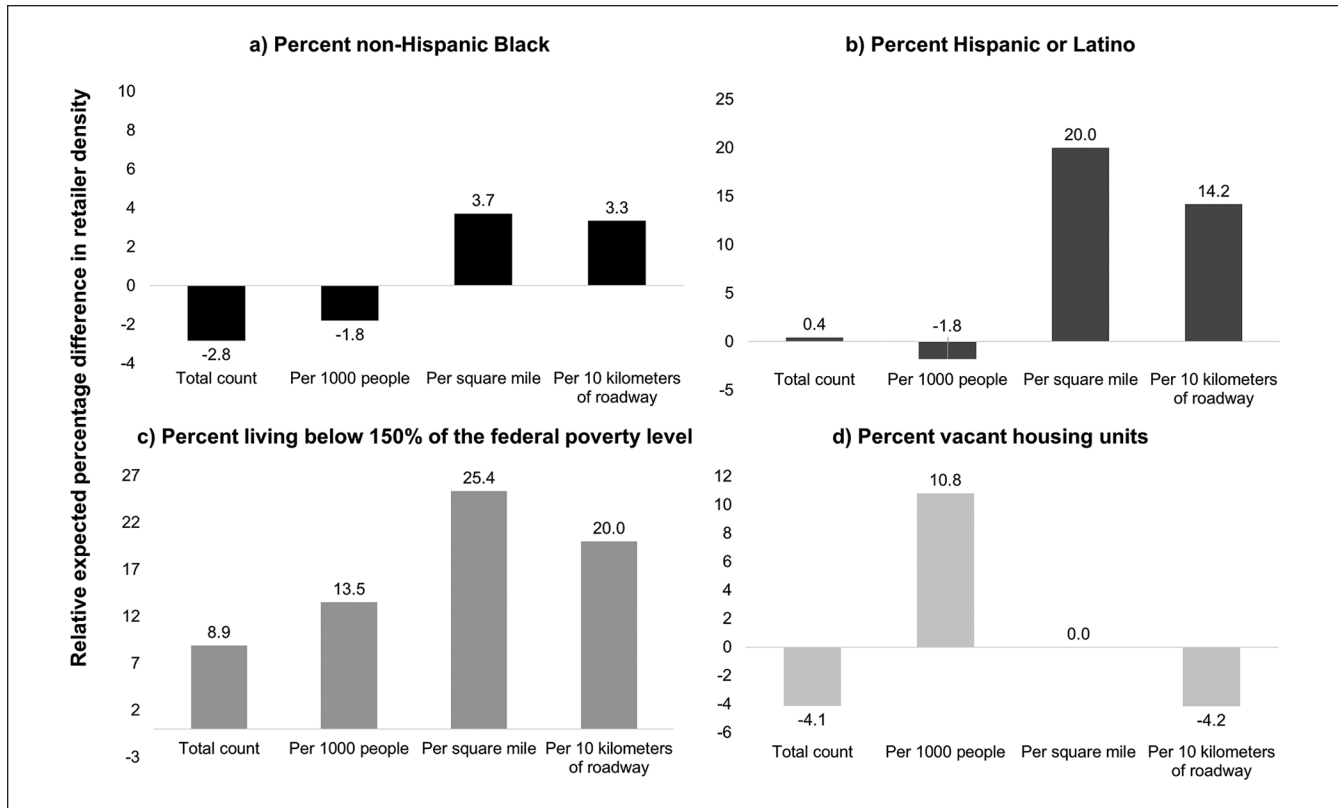 Relative expected percentage difference in retailer density
a) Percent non-Hispanic Black
10
8
6
4
2
0
-2
-4
-2.8
-1.8
3.7
3.3
Total count
Per 1000 people
Per square mile
Per 10 kilometers
of roadway
b) Percent Hispanic or Latino
25
20
15
10
5
0
-5
0.4
-1.8
20.0
14.2
Total count
Per 1000 people
Per square mile
Per 10 kilometers
of roadway
c) Percent living below 150% of the federal poverty level
27
22
17
12
7
2
-3
8.9
13.5
25.4
20.0
Total count
Per 1000 people
Per square mile
Per 10 kilometers
of roadway
d) Percent vacant housing units
12
10
8
6
4
2
0
-2
-4
-6
-4.1
10.8
0.0
-4.2
Total count
Per 1000 people
Per square mile
Per 10 kilometers
of roadway